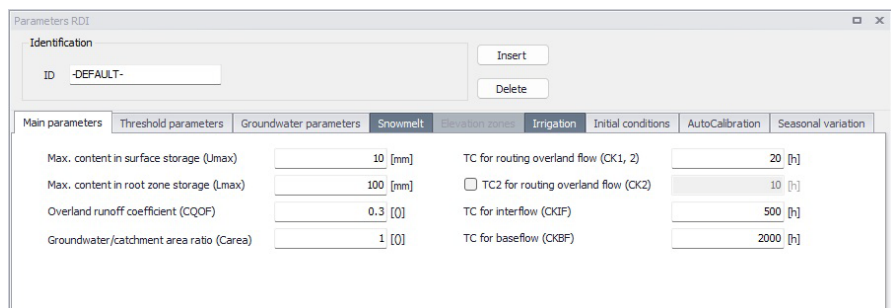 Parameters RDI
Identification
ID -DEFAULT-
Insert
Delete
Main parameters Threshold parameters Groundwater parameters Snowmelt Elevation zones Irrigation Initial conditions AutoCalibration Seasonal variation
Max. content in surface storage (Umax) 10 [mm] TC for routing overland flow (CK1, 2) 20 [h]
Max. content in root zone storage (Lmax) 100 [mm] TC2 for routing overland flow (CK2) 10 [h]
Overland runoff coefficient (CQOF) 0.3 [()] TC for interflow (CKIF) 500 [h]
Groundwater/catchment area ratio (Carea) 1 [()] TC for baseflow (CKBF) 2000 [h]